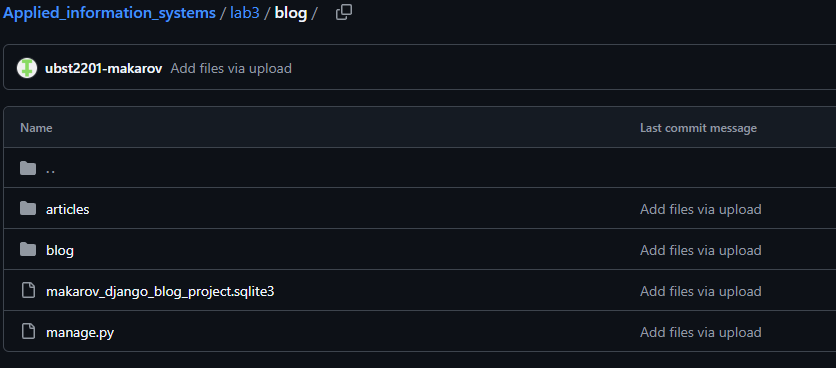 Applied_information_systems / lab3 / blog /
ubst2201-makarov Add files via upload
Name Last commit message
..
articles Add files via upload
blog Add files via upload
makarov_django_blog_project.sqlite3 Add files via upload
manage.py Add files via upload